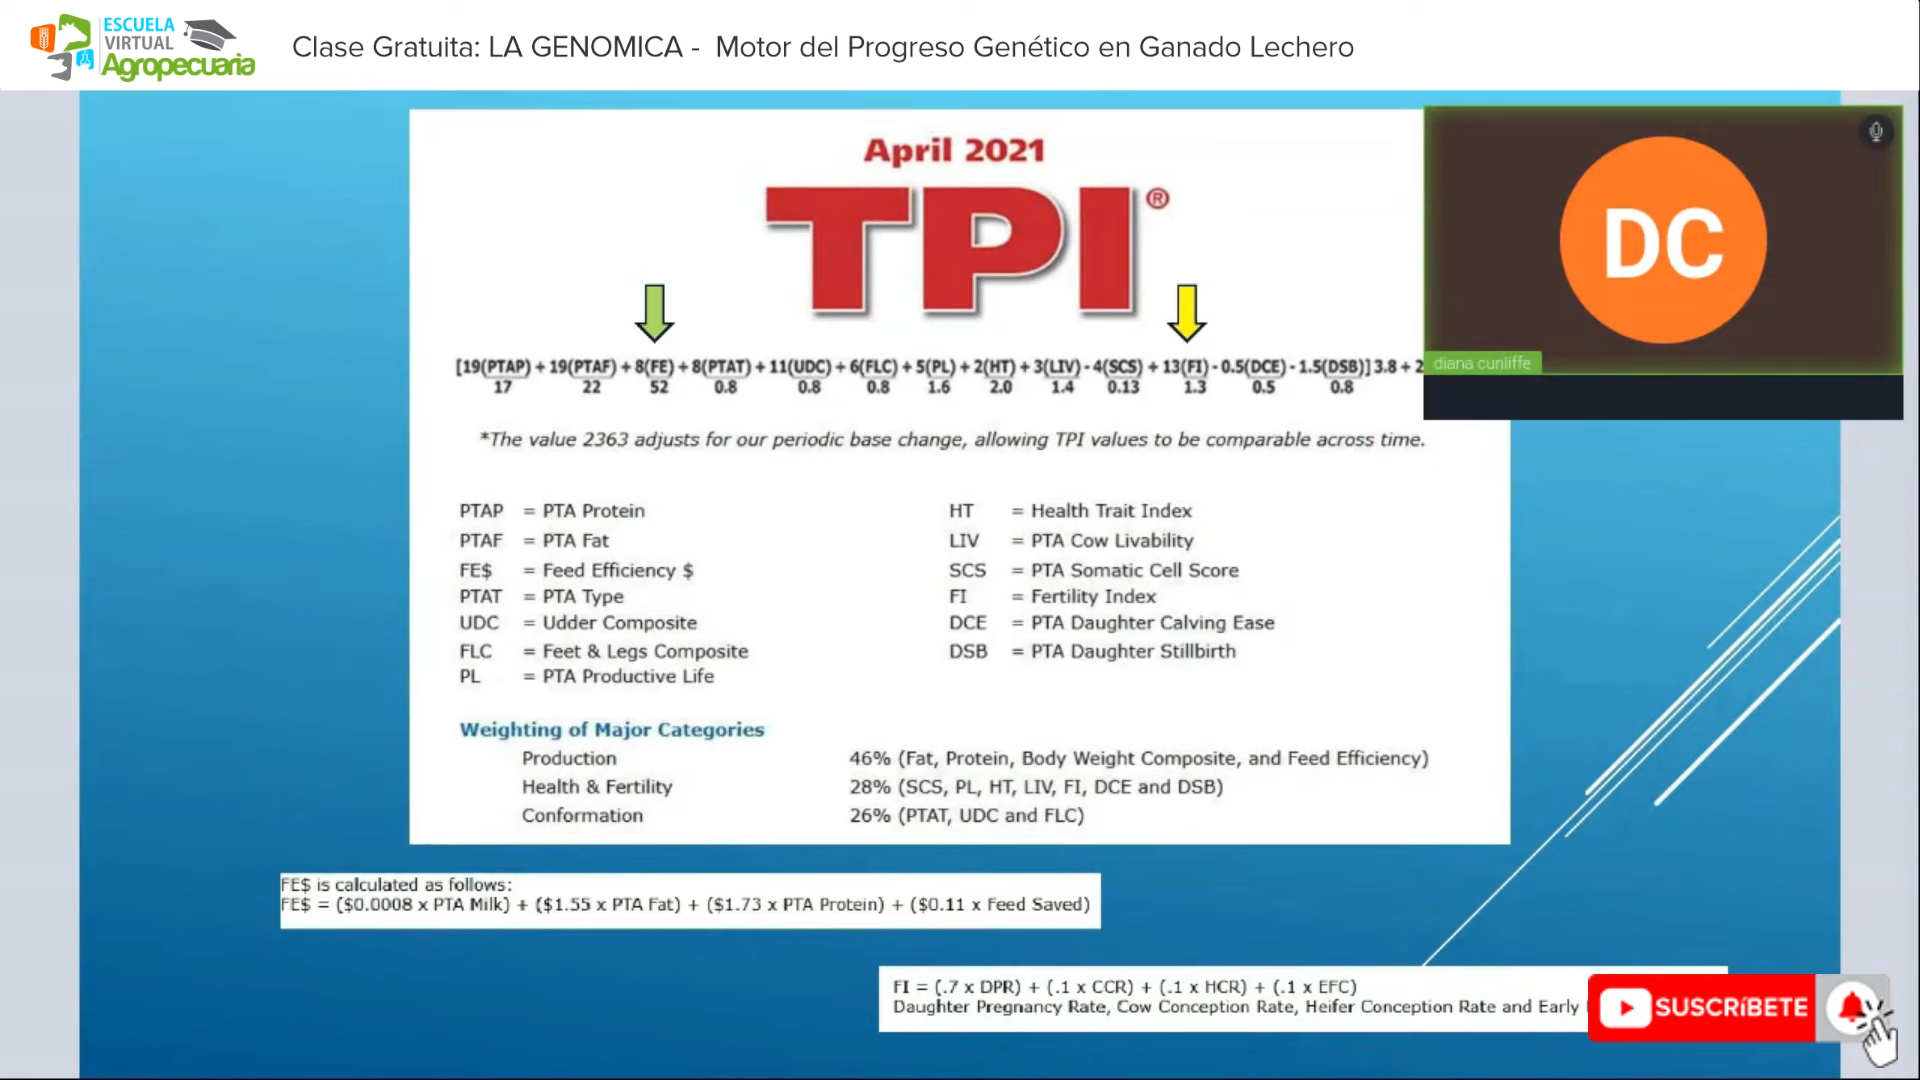 ESCUELA
VIRTUAL
Agropecuaria
Clase Gratuita: LA GENOMICA - Motor del Progreso Genético en Ganado Lechero
April 2021
TPI®
DC
diana cunliffe
[19(PTAP) + 19(PTAF) + 8(FE) + 8(PTAT) + 11(UDC) + 6(FLC) + 5(PL) + 2(HT) + 3(LIV) - 4(SCS) + 13(FI) - 0.5(DCE) - 1.5(DSB)] 3.8 + 2
17 22 52 0.8 0.8 0.8 1.6 2.0 1.4 0.13 1.3 0.5 0.8
*The value 2363 adjusts for our periodic base change, allowing TPI values to be comparable across time.
PTAP = PTA Protein
PTAF = PTA Fat
FE$ = Feed Efficiency $
PTAT = PTA Type
UDC = Udder Composite
FLC = Feet & Legs Composite
PL = PTA Productive Life
HT = Health Trait Index
LIV = PTA Cow Livability
SCS = PTA Somatic Cell Score
FI = Fertility Index
DCE = PTA Daughter Calving Ease
DSB = PTA Daughter Stillbirth
Weighting of Major Categories
Production 46% (Fat, Protein, Body Weight Composite, and Feed Efficiency)
Health & Fertility 28% (SCS, PL, HT, LIV, FI, DCE and DSB)
Conformation 26% (PTAT, UDC and FLC)
FE$ is calculated as follows:
FE$ = ($0.0008 x PTA Milk) + ($1.55 x PTA Fat) + ($1.73 x PTA Protein) + ($0.11 x Feed Saved)
FI = (.7 x DPR) + (.1 x CCR) + (.1 x HCR) + (.1 x EFC)
Daughter Pregnancy Rate, Cow Conception Rate, Heifer Conception Rate and Early
SUSCRíBETE